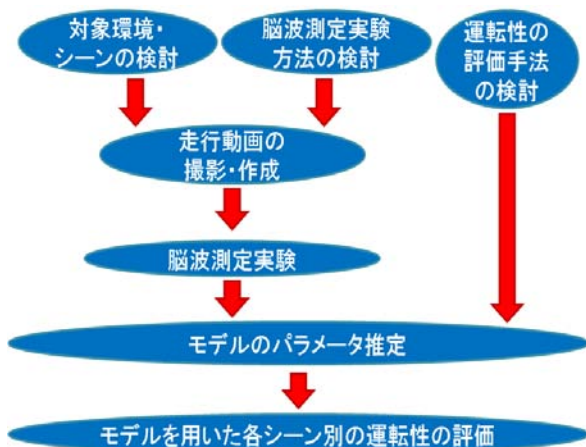 対象環境・
シーンの検討
脳波測定実験
方法の検討
運転性の
評価手法
の検討
走行動画の
撮影・作成
脳波測定実験
モデルのパラメータ推定
モデルを用いた各シーン別の運転性の評価